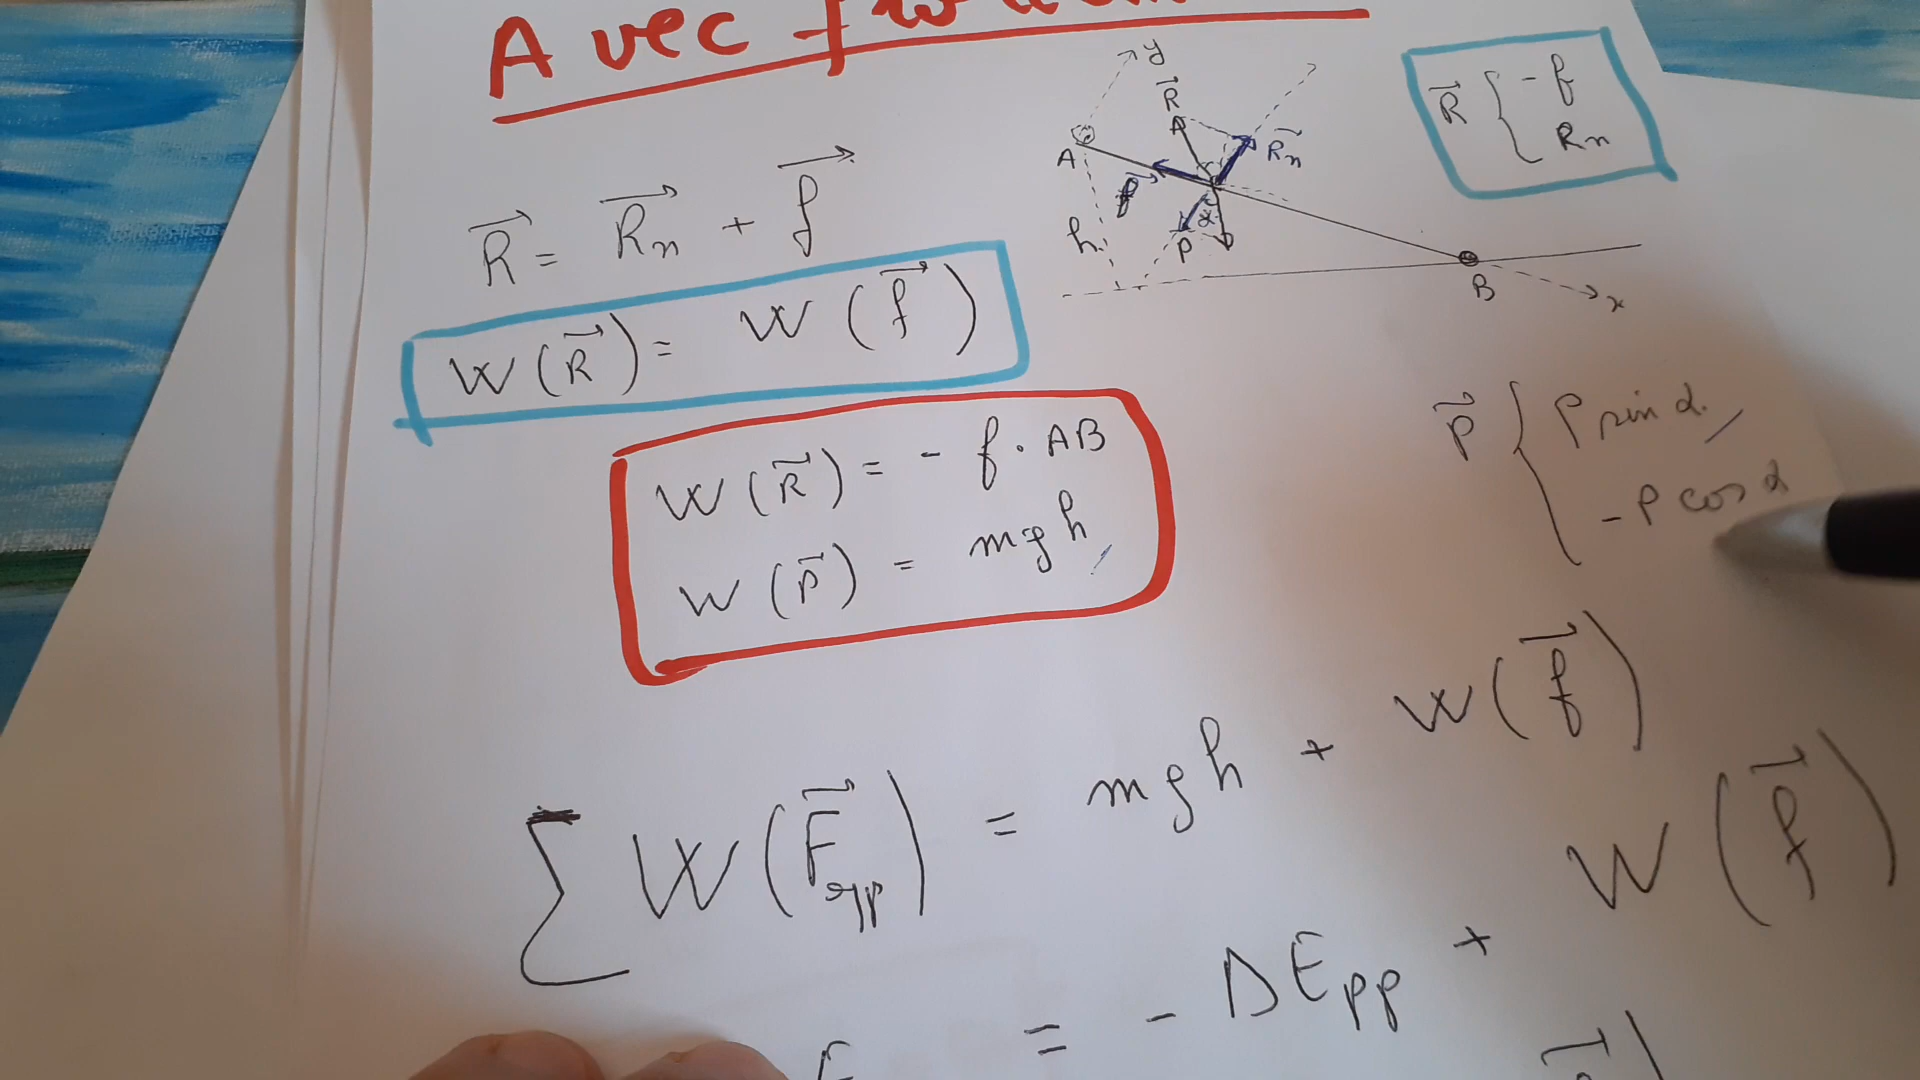 Avec
y
R⃗
A
R⃗n
f⃗
h
α
P
B
x
R⃗ { -f
Rn
R⃗ = R⃗n + f⃗
W(R⃗) = W(f⃗)
W(R⃗) = - f . AB
W(P⃗) = mgh
P⃗ { P sin α
-P cos α
Σ W(F⃗app) = mgh + W(f⃗)
= - ΔEpp + W(f⃗)